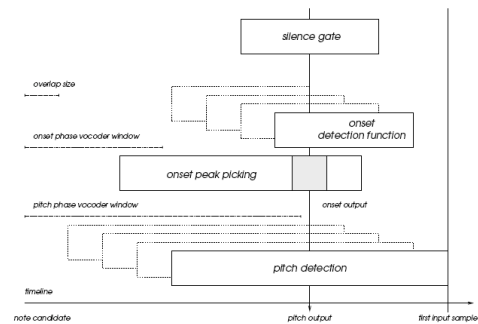 silence gate
overlap size
onset
detection function
onset phase vocoder window
onset peak picking
pitch phase vocoder window
onset output
pitch detection
timeline
note candidate
pitch output
first input sample